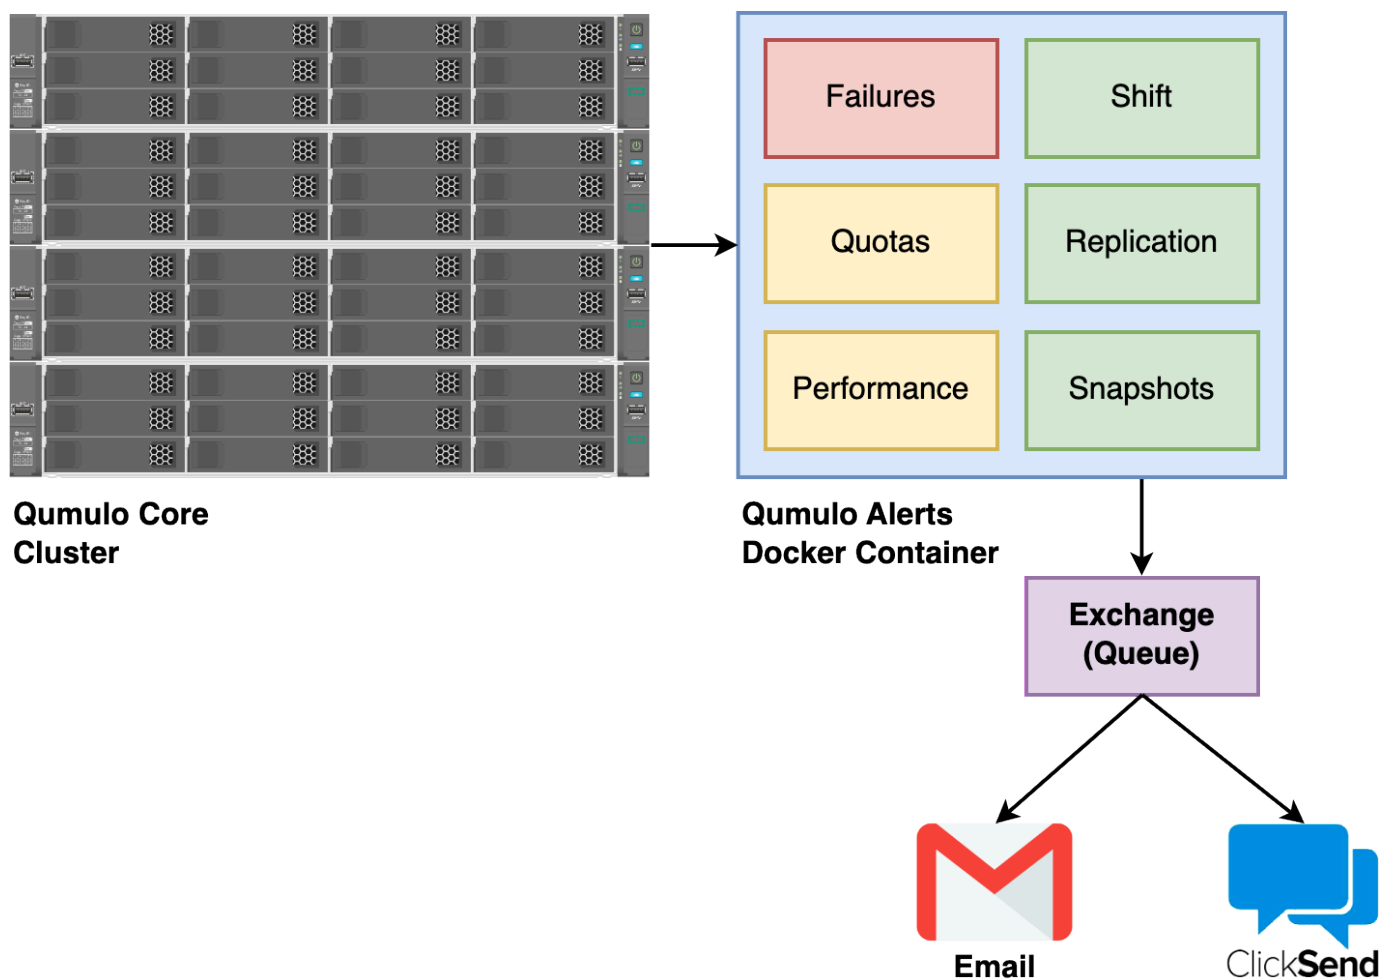 Failures
Shift
Quotas
Replication
Performance
Snapshots
Qumulo Core
Cluster
Qumulo Alerts
Docker Container
Exchange
(Queue)
Email
ClickSend